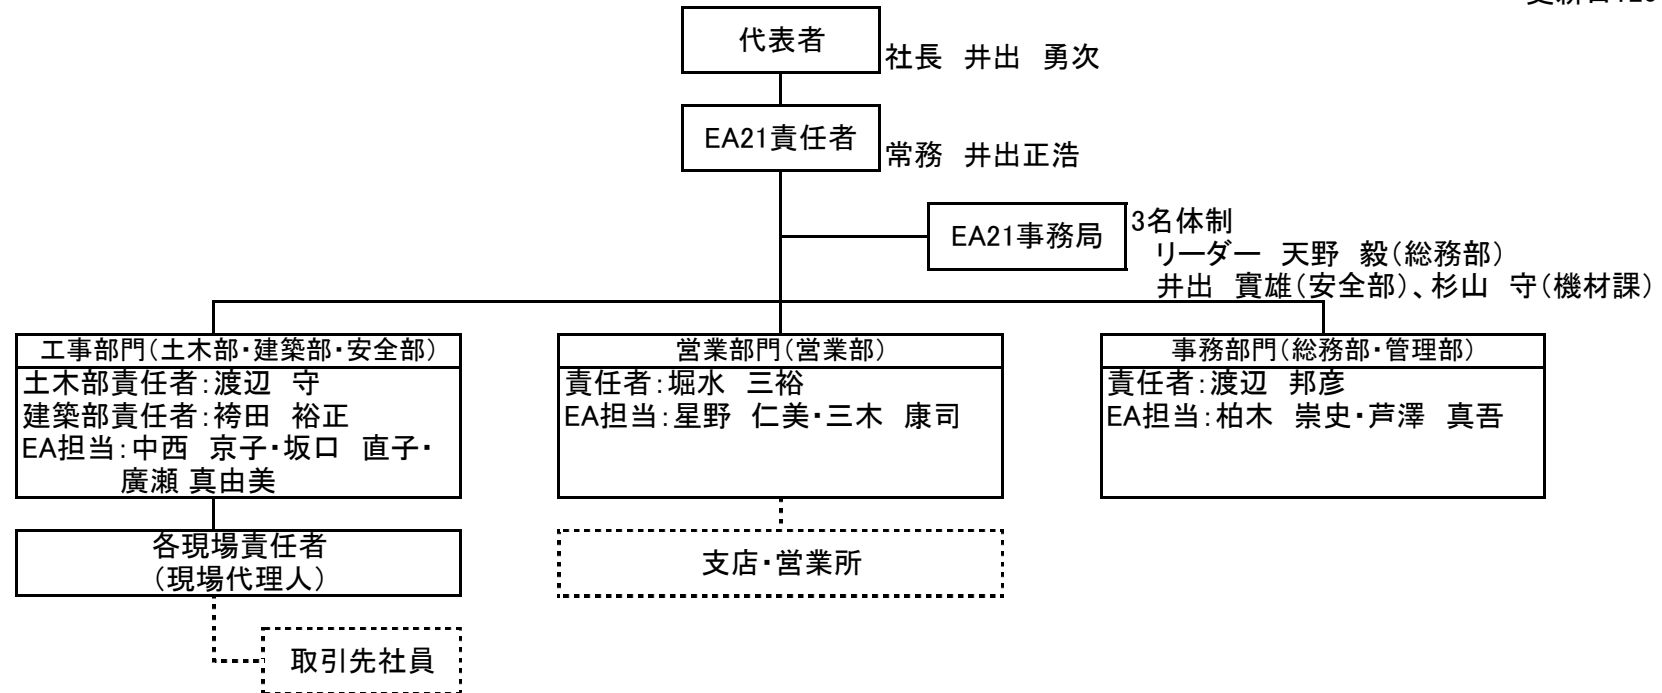 代表者
社長　井出　勇次
EA21責任者
常務　井出正浩
EA21事務局
3名体制
リーダー　天野　毅（総務部）
井出　實雄（安全部）、杉山　守（機材課）
工事部門（土木部・建築部・安全部）
土木部責任者：渡辺　守
建築部責任者：袴田　裕正
EA担当：中西　京子・坂口　直子・
廣瀬 真由美
営業部門（営業部）
責任者：堀水　三裕
EA担当：星野　仁美・三木　康司
事務部門（総務部・管理部）
責任者：渡辺　邦彦
EA担当：柏木　崇史・芦澤　真吾
各現場責任者
（現場代理人）
支店・営業所
取引先社員